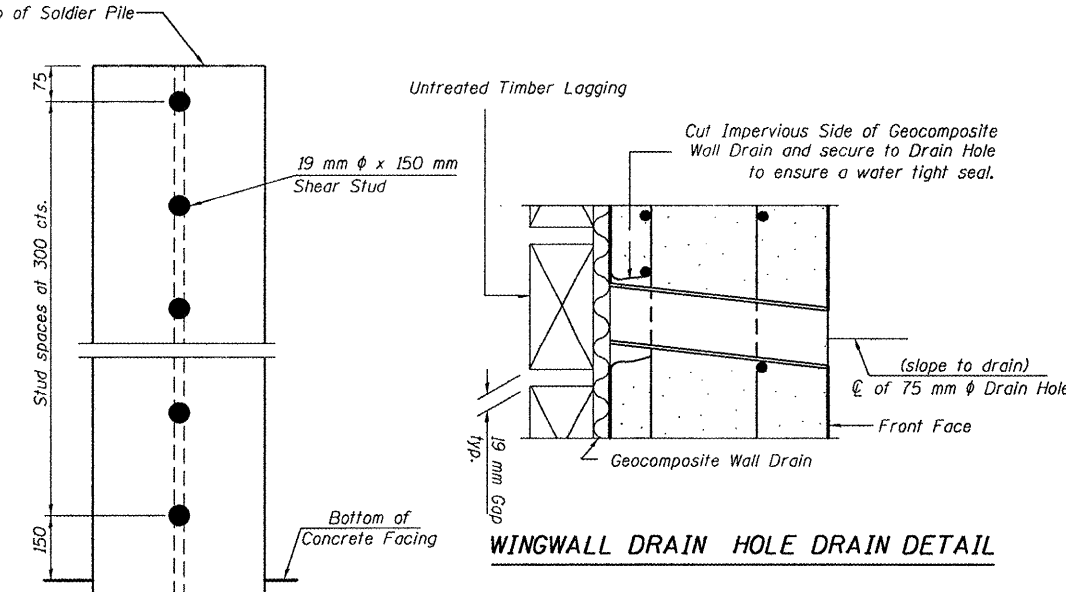 of Soldier Pile
75
Stud spaces at 300 cts.
150
19 mm ϕ x 150 mm
Shear Stud
Bottom of
Concrete Facing
Untreated Timber Lagging
Cut Impervious Side of Geocomposite
Wall Drain and secure to Drain Hole
to ensure a water tight seal.
(slope to drain)
℄ of 75 mm ϕ Drain Hole
Front Face
19 mm Gap
typ.
Geocomposite Wall Drain
WINGWALL DRAIN HOLE DRAIN DETAIL